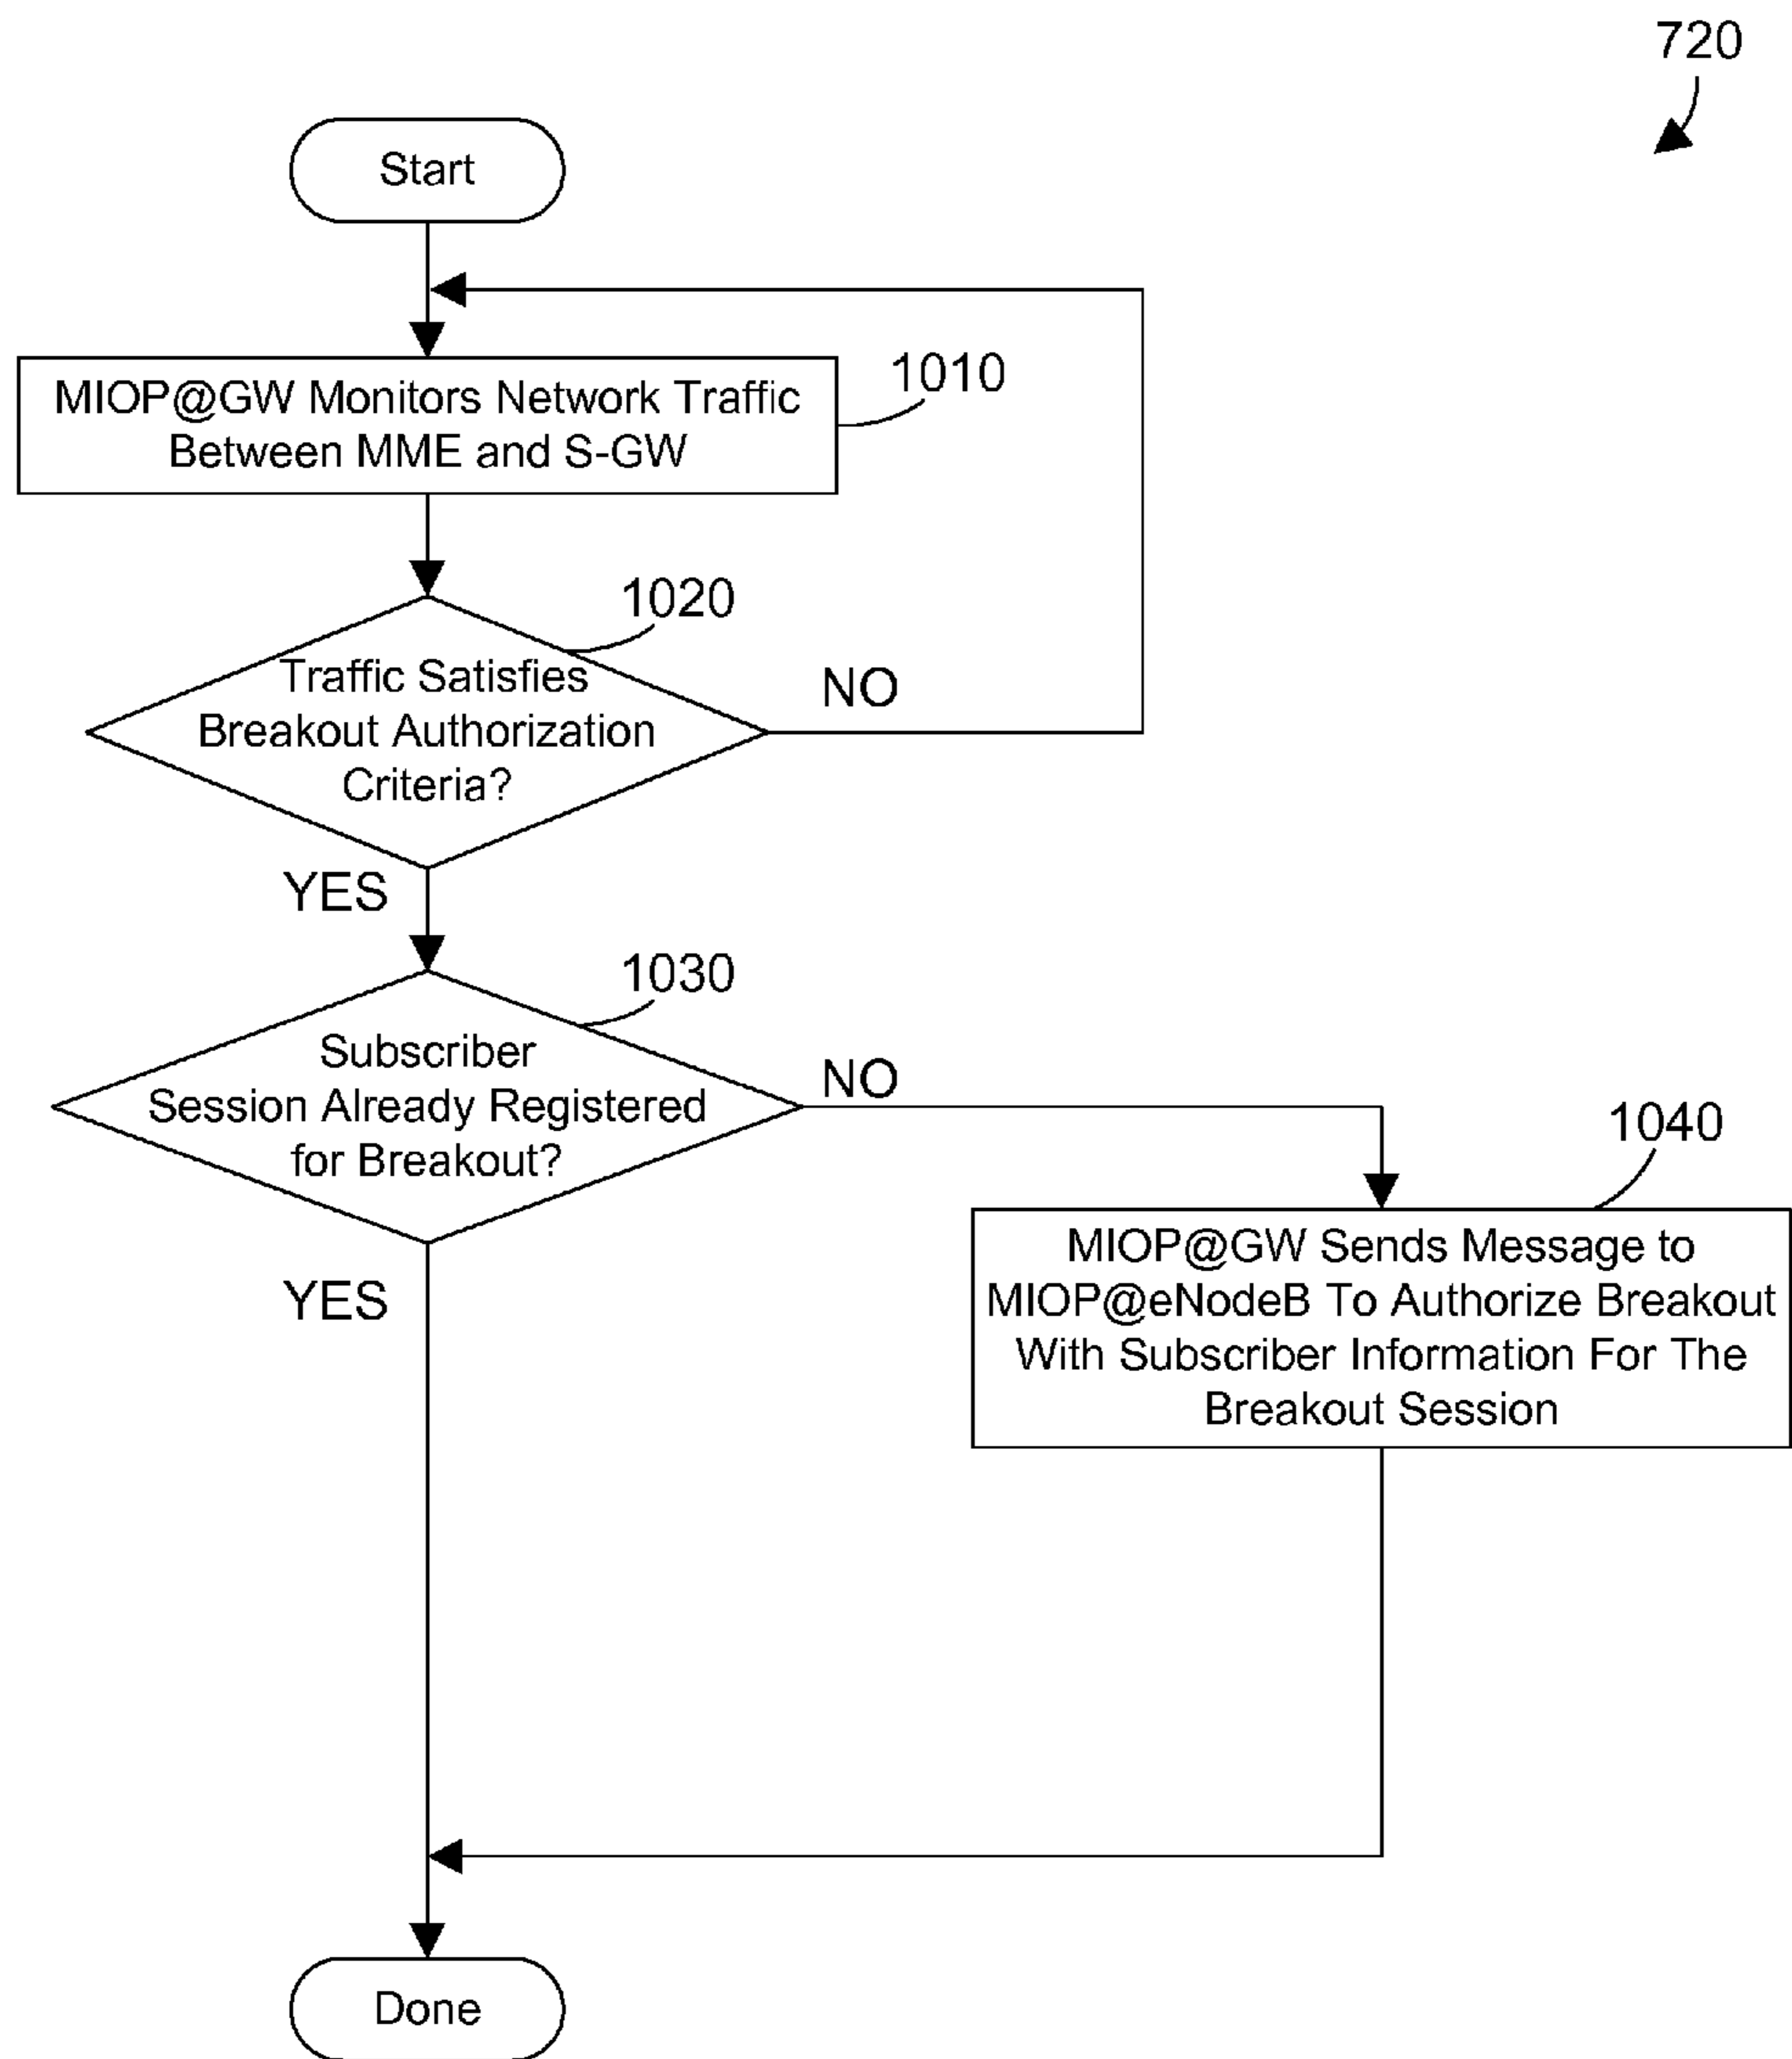 720
Start
MIOP@GW Monitors Network Traffic
Between MME and S-GW
1010
1020
Traffic Satisfies
Breakout Authorization
Criteria?
NO
YES
1030
Subscriber
Session Already Registered
for Breakout?
NO
YES
1040
MIOP@GW Sends Message to
MIOP@eNodeB To Authorize Breakout
With Subscriber Information For The
Breakout Session
Done